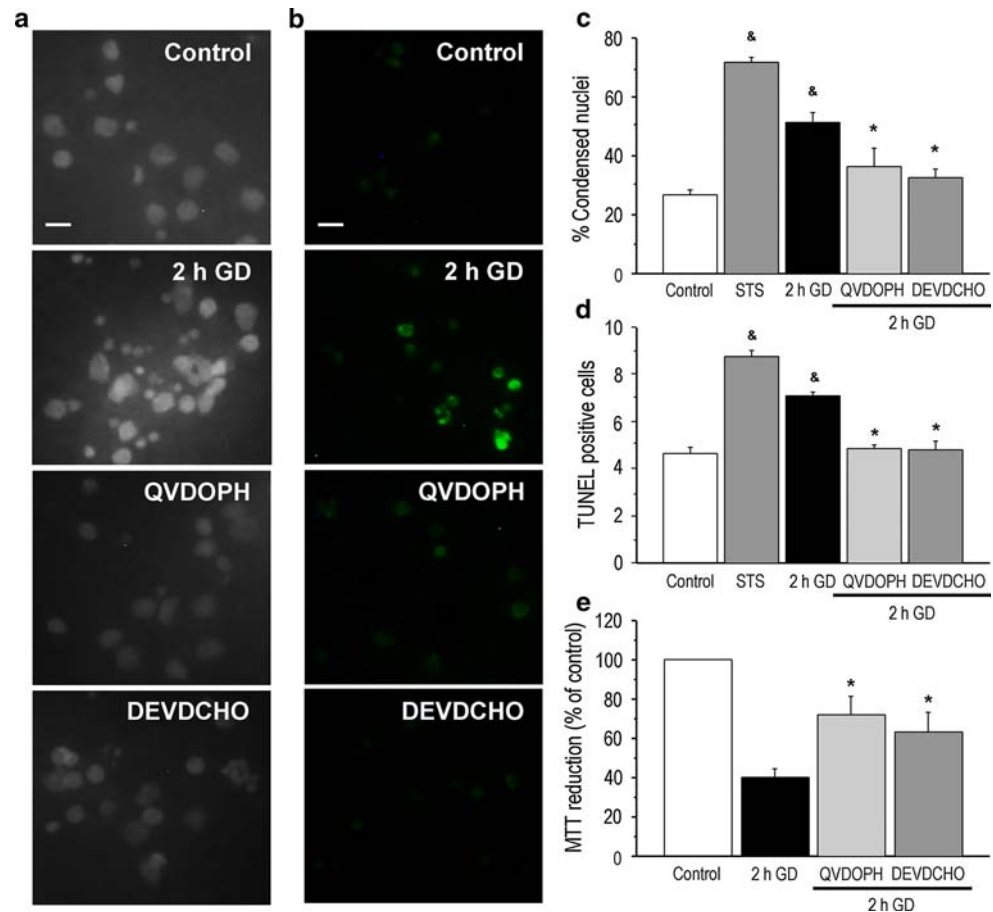 a
Control
2 h GD
QVDOPH
DEVDCHO
b
Control
2 h GD
QVDOPH
DEVDCHO
c
% Condensed nuclei
80
60
40
20
0
&
&
*
*
Control STS 2 h GD QVDOPH DEVDCHO
2 h GD
d
TUNEL positive cells
10
8
6
4
2
0
&
&
*
*
Control STS 2 h GD QVDOPH DEVDCHO
2 h GD
e
MTT reduction (% of control)
120
100
80
60
40
20
0
*
*
Control 2 h GD QVDOPH DEVDCHO
2 h GD